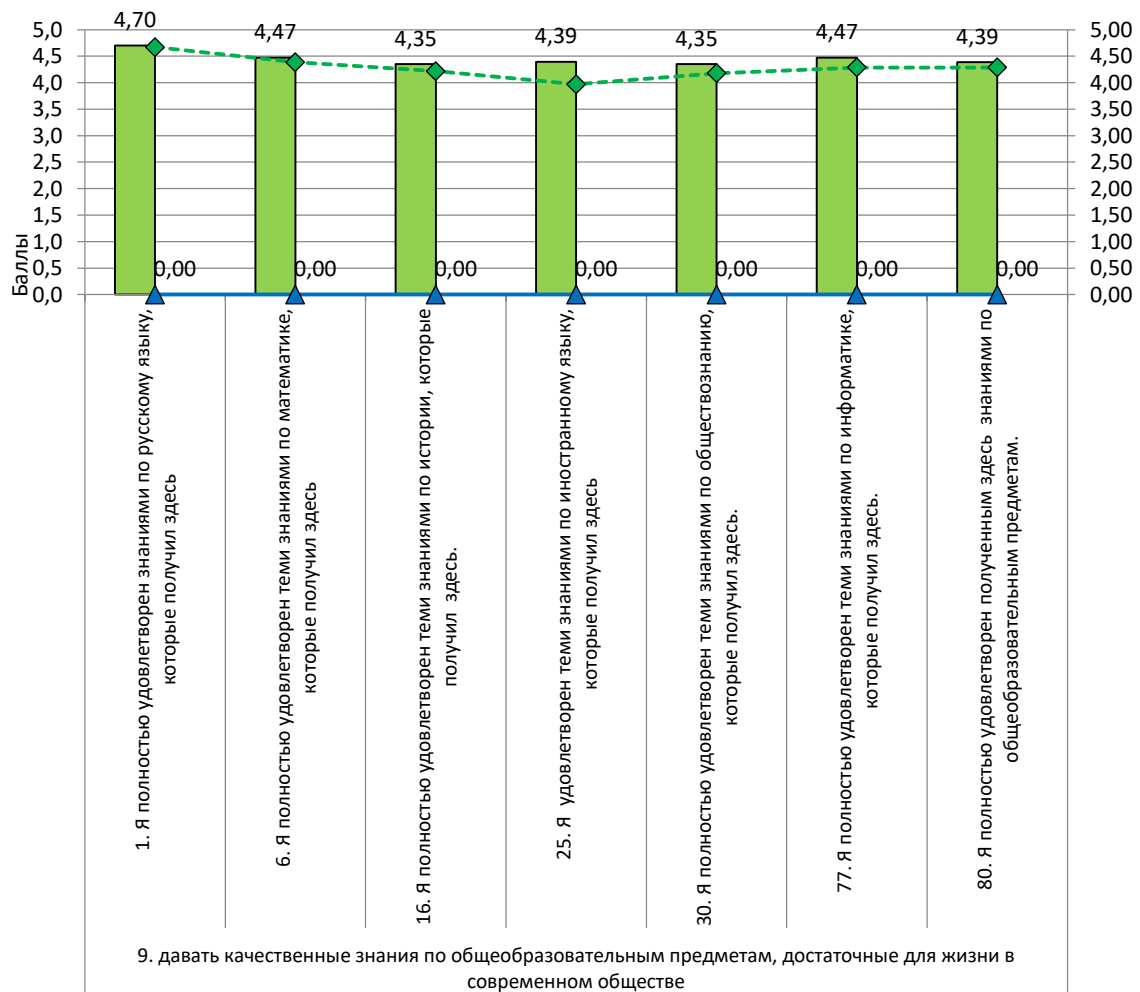 4,70
4,47
4,35
4,39
4,35
4,47
4,39
5,0
4,5
4,0
3,5
3,0
2,5
2,0
1,5
1,0
0,5
0,0
Баллы
5,00
4,50
4,00
3,50
3,00
2,50
2,00
1,50
1,00
0,50
0,00
0,00
0,00
0,00
0,00
0,00
0,00
0,00
1. Я полностью удовлетворен знаниями по русскому языку,
которые получил здесь
6. Я полностью удовлетворен теми знаниями по математике,
которые получил здесь
16. Я полностью удовлетворен теми знаниями по истории, которые
получил здесь.
25. Я удовлетворен теми знаниями по иностранному языку,
которые получил здесь
30. Я полностью удовлетворен теми знаниями по обществознанию,
которые получил здесь.
77. Я полностью удовлетворен теми знаниями по информатике,
которые получил здесь.
80. Я полностью удовлетворен полученным здесь знаниями по
общеобразовательным предметам.
9. давать качественные знания по общеобразовательным предметам, достаточные для жизни в
современном обществе